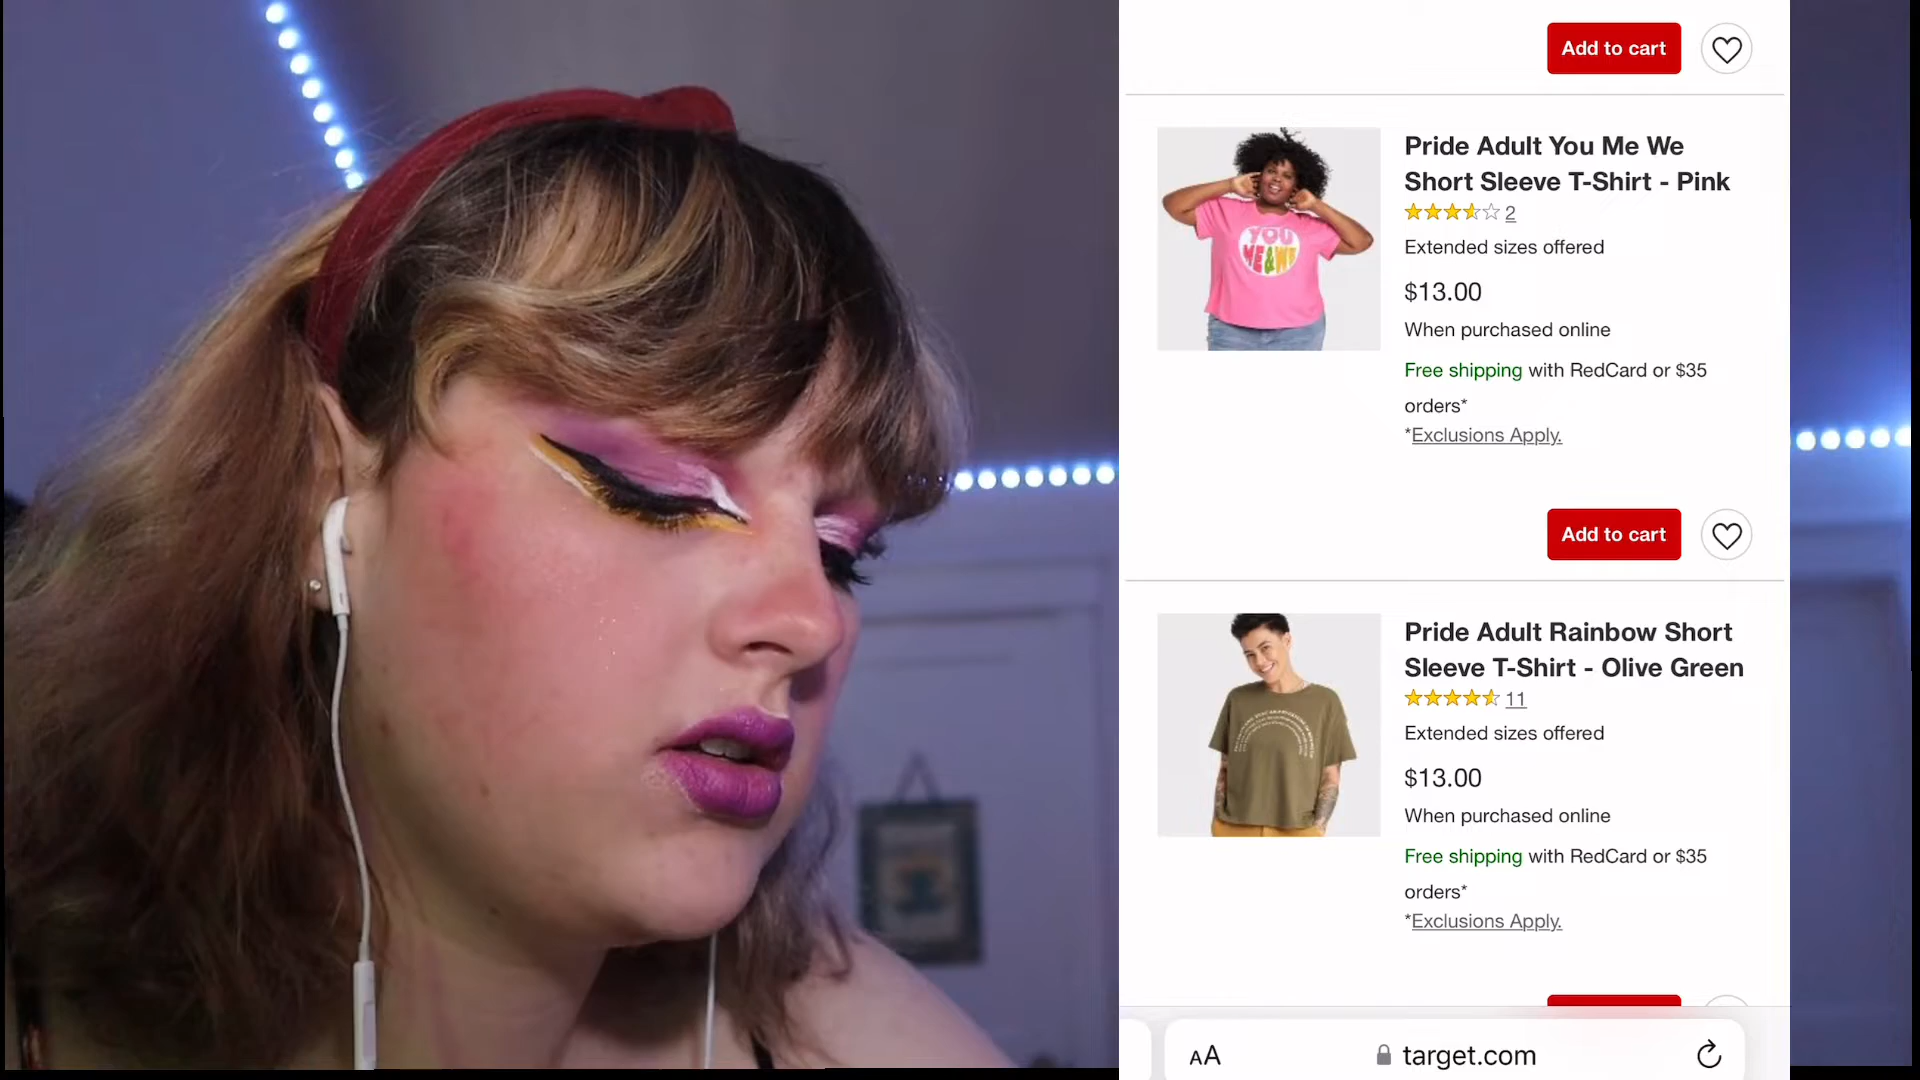 Add to cart
Pride Adult You Me We
Short Sleeve T-Shirt - Pink
2
Extended sizes offered
$13.00
When purchased online
Free shipping with RedCard or $35
orders*
*Exclusions Apply.
YOU
ME & WE
Add to cart
Pride Adult Rainbow Short
Sleeve T-Shirt - Olive Green
11
Extended sizes offered
$13.00
When purchased online
Free shipping with RedCard or $35
orders*
*Exclusions Apply.
AA
target.com